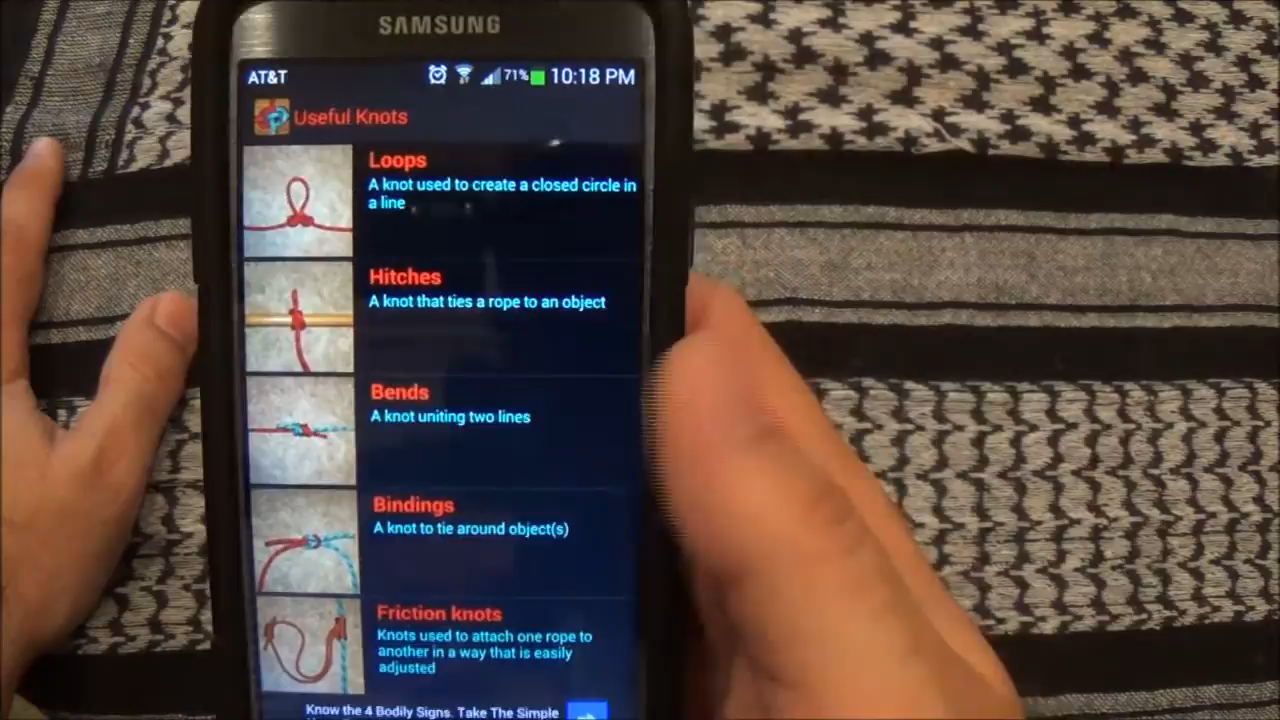 SAMSUNG
AT&T 71% 10:18 PM
Useful Knots
Loops
A knot used to create a closed circle in
a line
Hitches
A knot that ties a rope to an object
Bends
A knot uniting two lines
Bindings
A knot to tie around object(s)
Friction knots
Knots used to attach one rope to
another in a way that is easily
adjusted
Know the 4 Bodily Signs. Take The Simple